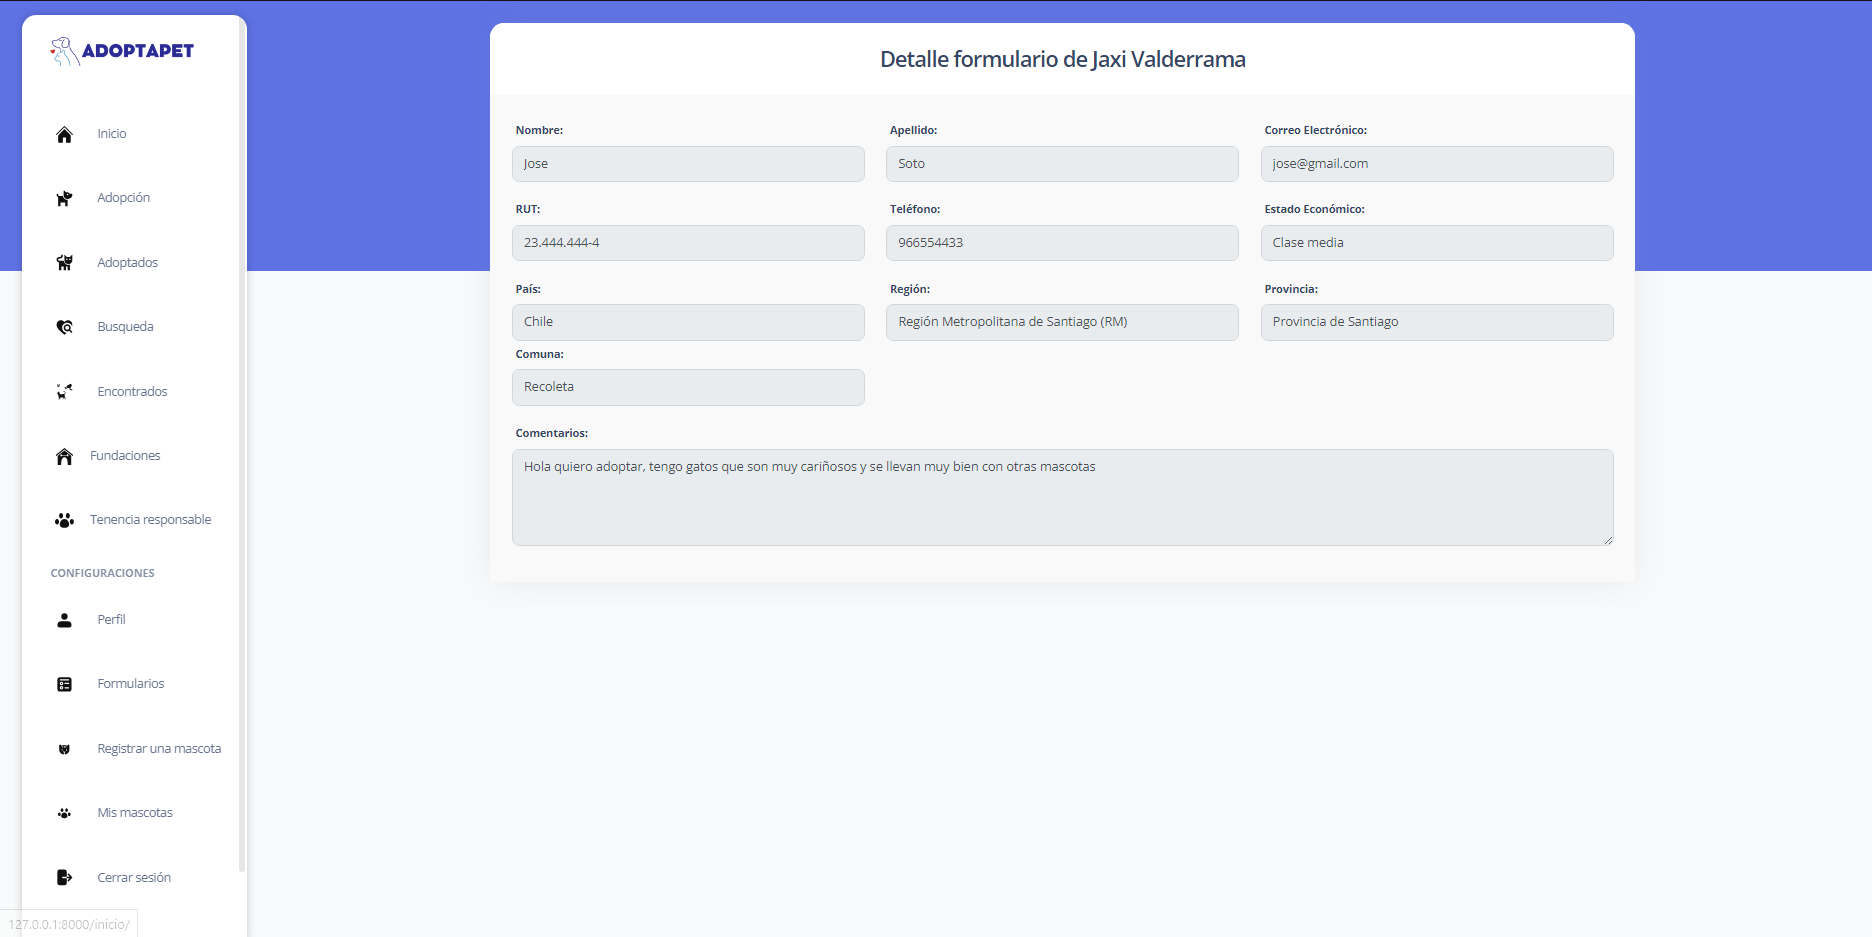 ADOPTAPET
Inicio
Adopción
Adoptados
Busqueda
Encontrados
Fundaciones
Tenencia responsable
CONFIGURACIONES
Perfil
Formularios
Registrar una mascota
Mis mascotas
Cerrar sesión
127.0.0.1:8000/inicio/
Detalle formulario de Jaxi Valderrama
Nombre:
Jose
Apellido:
Soto
Correo Electrónico:
jose@gmail.com
RUT:
23.444.444-4
Teléfono:
966554433
Estado Económico:
Clase media
País:
Chile
Región:
Región Metropolitana de Santiago (RM)
Provincia:
Provincia de Santiago
Comuna:
Recoleta
Comentarios:
Hola quiero adoptar, tengo gatos que son muy cariñosos y se llevan muy bien con otras mascotas